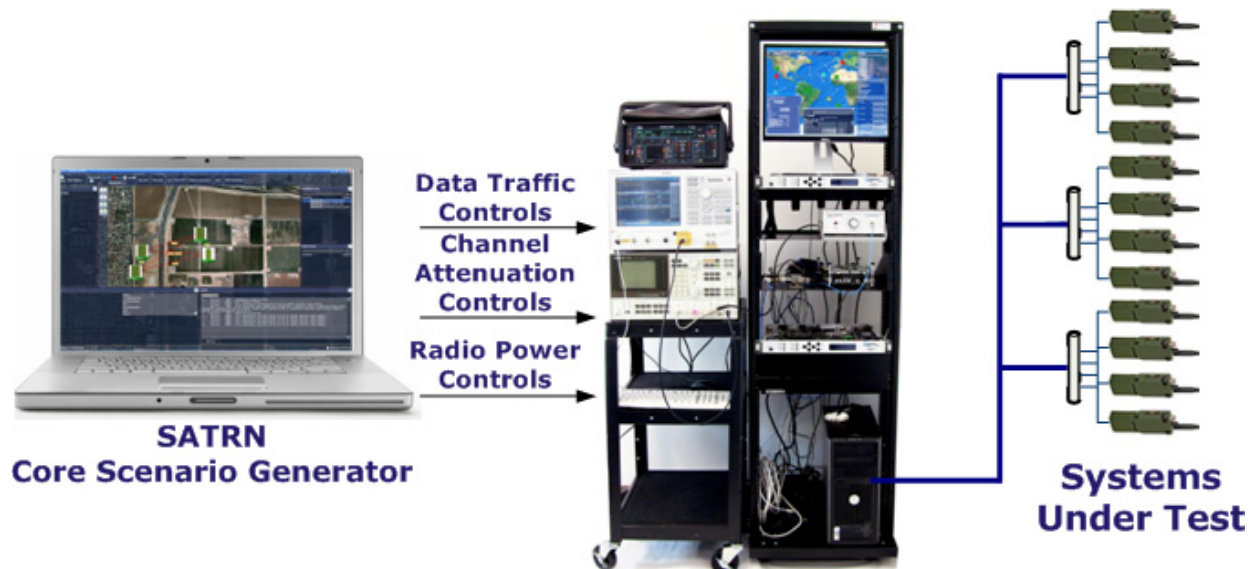 Data Traffic
Controls
Channel
Attenuation
Controls
Radio Power
Controls
SATRN
Core Scenario Generator
Systems
Under Test